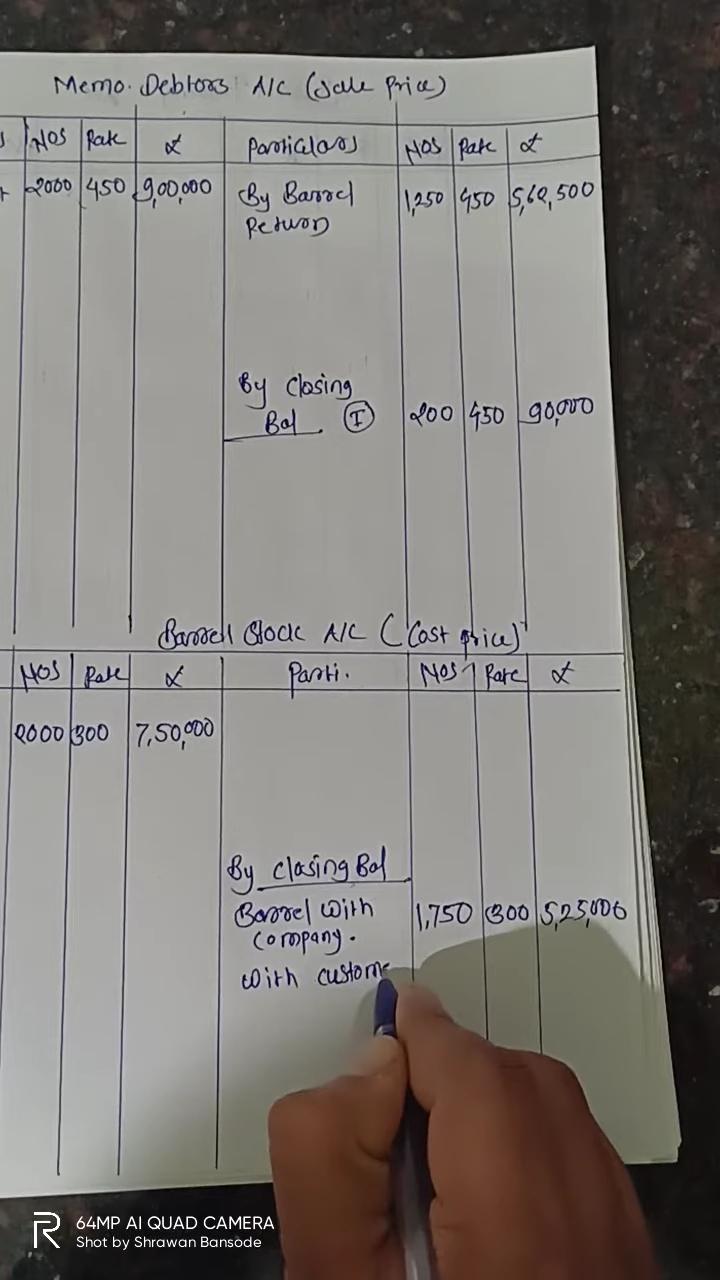 Memo. Debtors A/C (Sale Price)
NOS Rate ₹ Particlars NOS Rate ₹
2000 450 9,00,000 By Barrel 1,250 450 5,62,500
Return
By Closing
Bal. I 200 450 90,000
Barrell Stock A/C (Cost price)
NOS Rate ₹ Parti. NOS Rate ₹
2000 300 7,50,000
By Closing Bal
Barrel With 1,750 300 5,25,000
Company.
With custome
R 64MP AI QUAD CAMERA
Shot by Shrawan Bansode